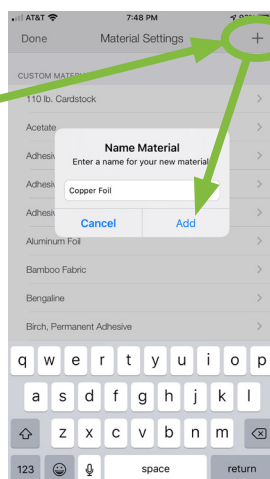 AT&T 7:48 PM
Done Material Settings +
CUSTOM MATER
110 lb. Cardstock
Acetate
Adhesiv
Name Material
Enter a name for your new material
Adhesiv
Copper Foil
Adhesiv
Cancel Add
Aluminum Foil
Bamboo Fabric
Bengaline
Birch, Permanent Adhesive
q w e r t y u i o p
a s d f g h j k l
z x c v b n m
123 space return